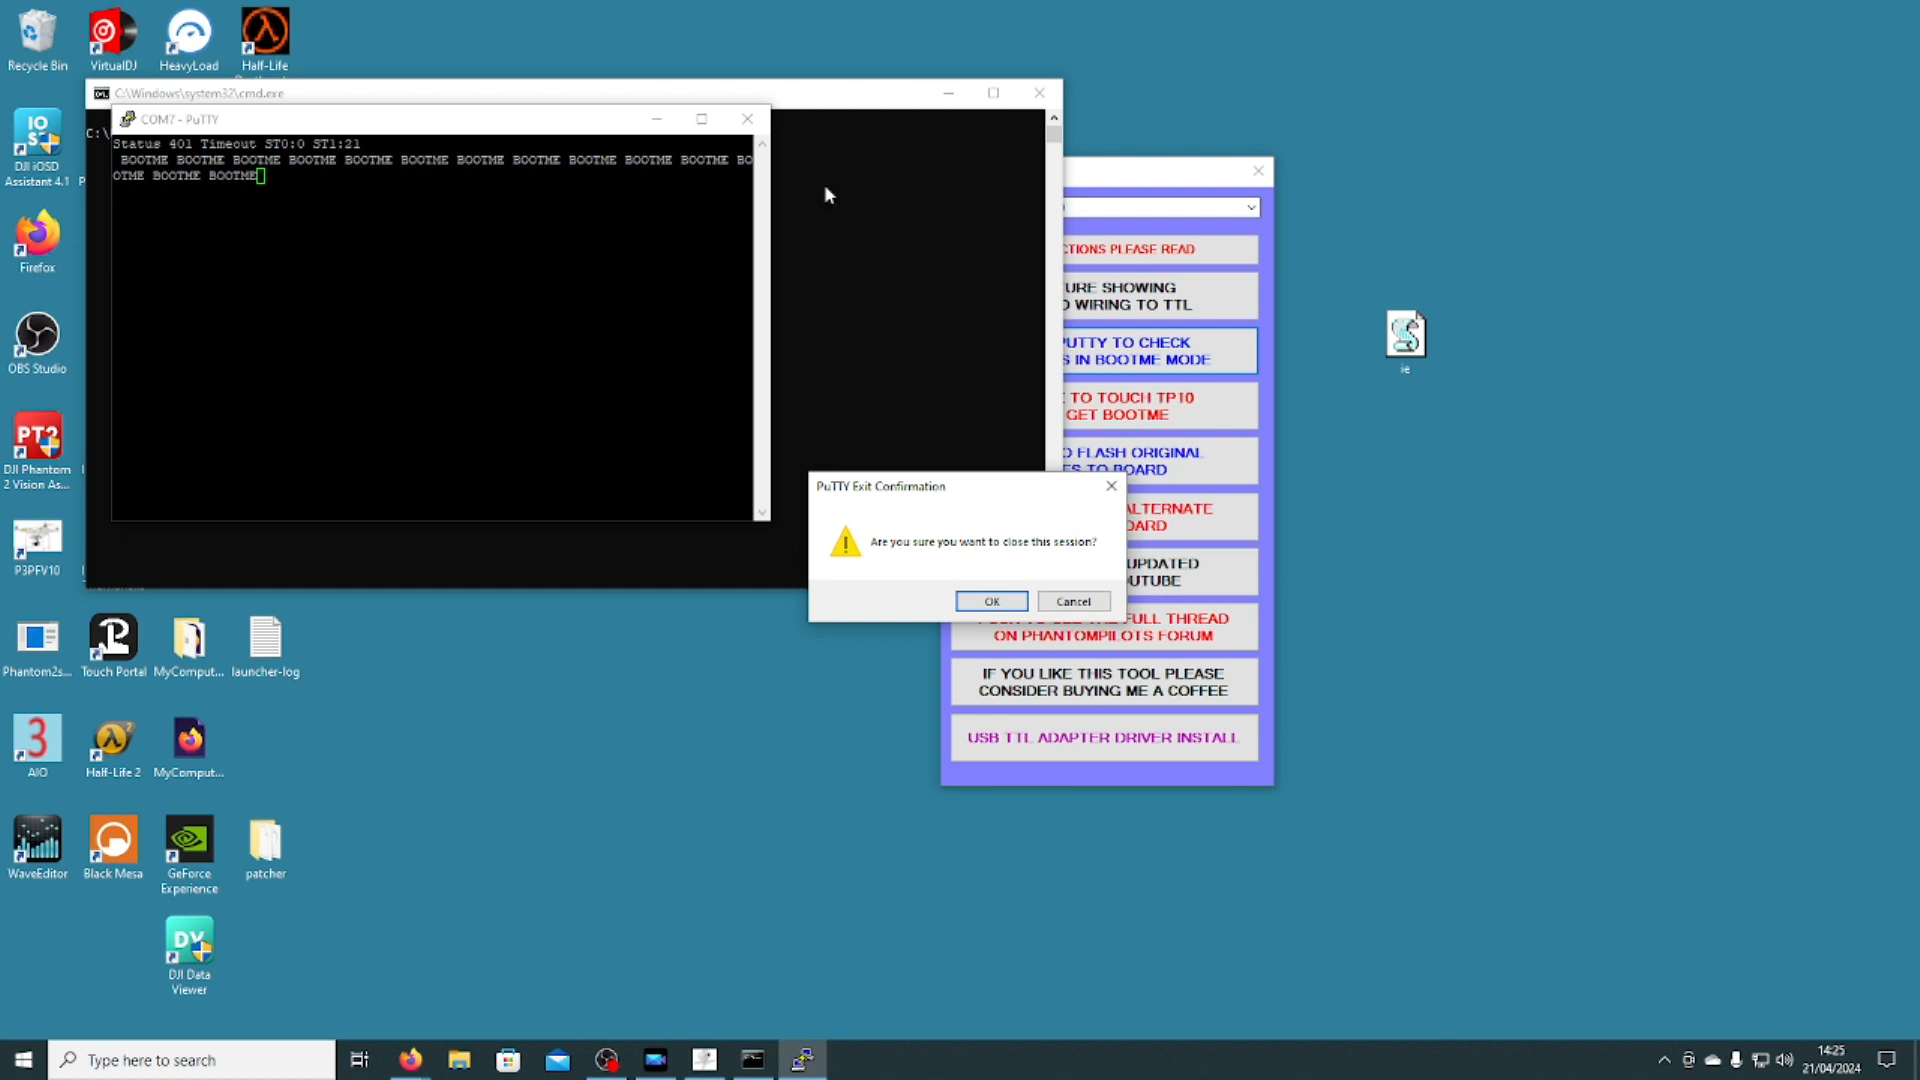 Recycle Bin
VirtualDJ
HeavyLoad
Half-Life
DJI iOSD
Assistant 4.1
Firefox
OBS Studio
DJI Phantom
2 Vision As...
P3PFV10
Phantom2s...
Touch Portal
MyComput...
launcher-log
3
AIO
Half-Life 2
MyComput...
WaveEditor
Black Mesa
GeForce
Experience
patcher
DJI Data
Viewer
C:\Windows\system32\cmd.exe
C:\
COM7 - PuTTY
Status 401 Timeout ST0:0 ST1:21
BOOTME BOOTME BOOTME BOOTME BOOTME BOOTME BOOTME BOOTME BOOTME BOOTME BOOTME BO
OTME BOOTME BOOTME
PuTTY Exit Confirmation
Are you sure you want to close this session?
OK
Cancel
CTIONS PLEASE READ
URE SHOWING
WIRING TO TTL
PUTTY TO CHECK
S IN BOOTME MODE
TO TOUCH TP10
GET BOOTME
FLASH ORIGINAL
ES TO BOARD
ALTERNATE
OARD
UPDATED
UTUBE
FULL THREAD
ON PHANTOMPILOTS FORUM
IF YOU LIKE THIS TOOL PLEASE
CONSIDER BUYING ME A COFFEE
USB TTL ADAPTER DRIVER INSTALL
ie
Type here to search
14:25
21/04/2024